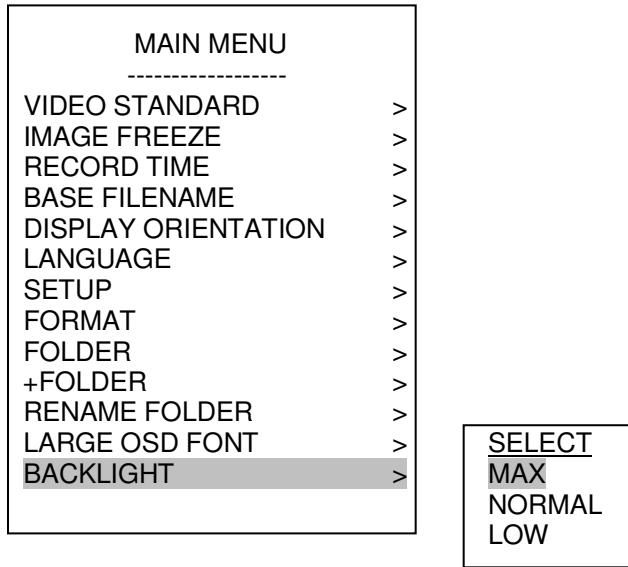 MAIN MENU
------------------
VIDEO STANDARD >
IMAGE FREEZE >
RECORD TIME >
BASE FILENAME >
DISPLAY ORIENTATION >
LANGUAGE >
SETUP >
FORMAT >
FOLDER >
+FOLDER >
RENAME FOLDER >
LARGE OSD FONT >
BACKLIGHT >
SELECT
MAX
NORMAL
LOW